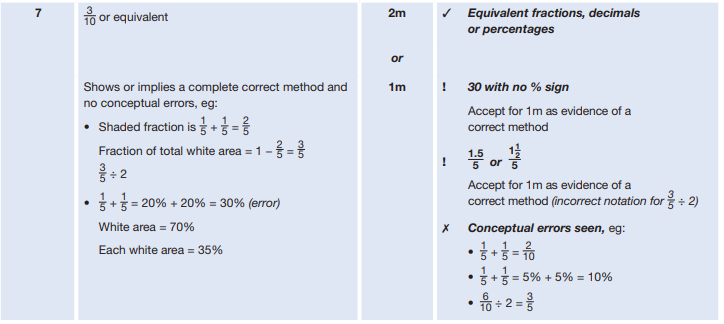 7
3/10 or equivalent
2m
✓ Equivalent fractions, decimals
or percentages
or
Shows or implies a complete correct method and
no conceptual errors, eg:
1m
! 30 with no % sign
Accept for 1m as evidence of a
correct method
• Shaded fraction is 1/5 + 1/5 = 2/5
Fraction of total white area = 1 – 2/5 = 3/5
3/5 ÷ 2
! 1.5/5 or 1 1/2/5
Accept for 1m as evidence of a
correct method (incorrect notation for 3/5 ÷ 2)
• 1/5 + 1/5 = 20% + 20% = 30% (error)
White area = 70%
Each white area = 35%
✗ Conceptual errors seen, eg:
• 1/5 + 1/5 = 2/10
• 1/5 + 1/5 = 5% + 5% = 10%
• 6/10 ÷ 2 = 3/5